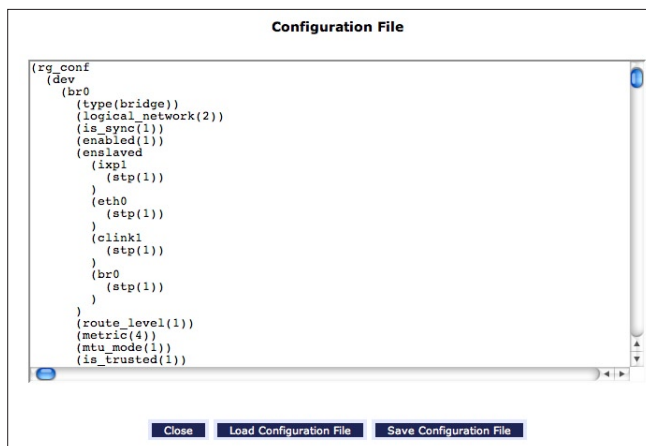 Configuration File
(rg_conf
  (dev
    (br0
      (type(bridge))
      (logical_network(2))
      (is_sync(1))
      (enabled(1))
      (enslaved
        (ixp1
          (stp(1))
        )
        (eth0
          (stp(1))
        )
        (clink1
          (stp(1))
        )
        (br0
          (stp(1))
        )
      )
      (route_level(1))
      (metric(4))
      (mtu_mode(1))
      (is_trusted(1))
Close Load Configuration File Save Configuration File